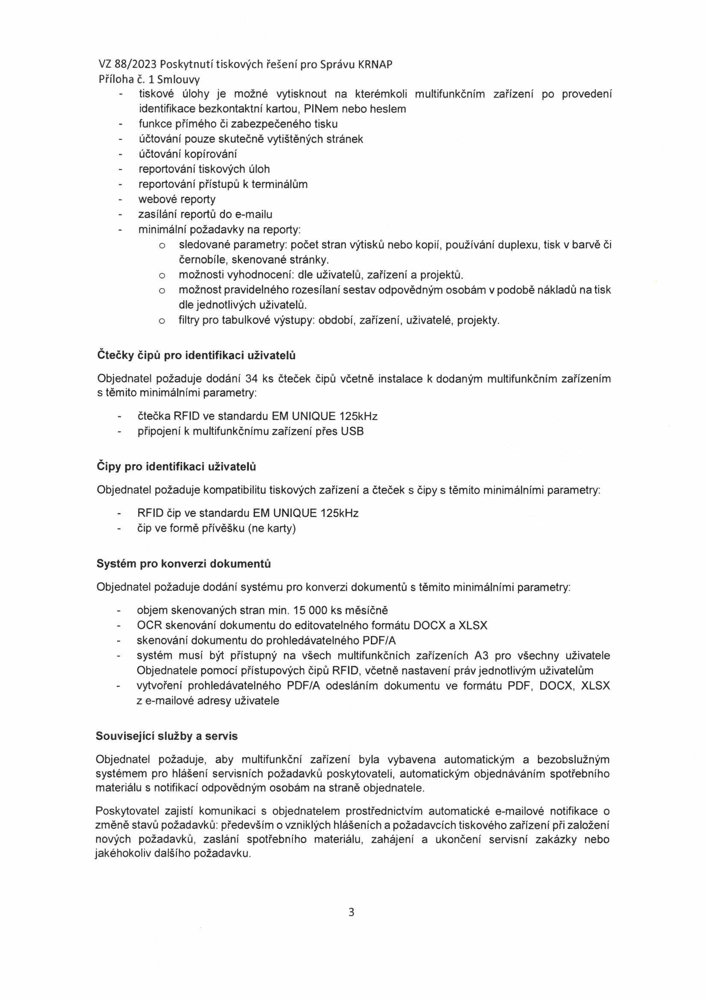 VZ 88/2023 Poskytnutí tiskových řešení pro Správu KRNAP
Příloha č. 1 Smlouvy
- tiskové úlohy je možné vytisknout na kterémkoli multifunkčním zařízení po provedení
identifikace bezkontaktní kartou, PINem nebo heslem
- funkce přímého či zabezpečeného tisku
- účtování pouze skutečně vytištěných stránek
- účtování kopírování
- reportování tiskových úloh
- reportování přístupů k terminálům
- webové reporty
- zasílání reportů do e-mailu
- minimální požadavky na reporty:
o sledované parametry: počet stran výtisků nebo kopií, používání duplexu, tisk v barvě či
černobíle, skenované stránky.
o možnosti vyhodnocení: dle uživatelů, zařízení a projektů.
o možnost pravidelného rozesílaní sestav odpovědným osobám v podobě nákladů na tisk
dle jednotlivých uživatelů.
o filtry pro tabulkové výstupy: období, zařízení, uživatelé, projekty.
Čtečky čipů pro identifikaci uživatelů
Objednatel požaduje dodání 34 ks čteček čipů včetně instalace k dodaným multifunkčním zařízením
s těmito minimálními parametry:
- čtečka RFID ve standardu EM UNIQUE 125kHz
- připojení k multifunkčnímu zařízení přes USB
Čipy pro identifikaci uživatelů
Objednatel požaduje kompatibilitu tiskových zařízení a čteček s čipy s těmito minimálními parametry:
- RFID čip ve standardu EM UNIQUE 125kHz
- čip ve formě přívěšku (ne karty)
Systém pro konverzi dokumentů
Objednatel požaduje dodání systému pro konverzi dokumentů s těmito minimálními parametry:
- objem skenovaných stran min. 15 000 ks měsíčně
- OCR skenování dokumentu do editovatelného formátu DOCX a XLSX
- skenování dokumentu do prohledávatelného PDF/A
- systém musí být přístupný na všech multifunkčních zařízeních A3 pro všechny uživatele
Objednatele pomocí přístupových čipů RFID, včetně nastavení práv jednotlivým uživatelům
- vytvoření prohledávatelného PDF/A odesláním dokumentu ve formátu PDF, DOCX, XLSX
z e-mailové adresy uživatele
Související služby a servis
Objednatel požaduje, aby multifunkční zařízení byla vybavena automatickým a bezobslužným
systémem pro hlášení servisních požadavků poskytovateli, automatickým objednáváním spotřebního
materiálu s notifikací odpovědným osobám na straně objednatele.
Poskytovatel zajistí komunikaci s objednatelem prostřednictvím automatické e-mailové notifikace o
změně stavů požadavků: především o vzniklých hlášeních a požadavcích tiskového zařízení při založení
nových požadavků, zaslání spotřebního materiálu, zahájení a ukončení servisní zakázky nebo
jakéhokoliv dalšího požadavku.
3